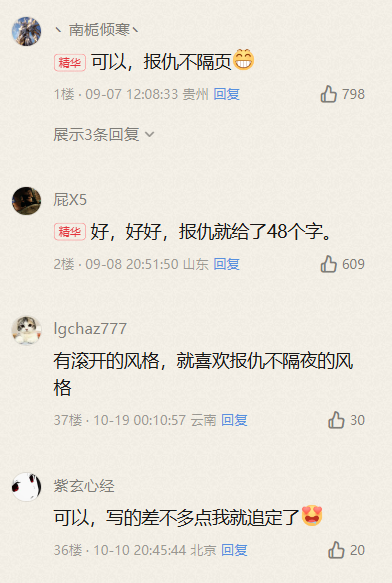 丶南栀倾寒丶
精华 可以，报仇不隔页😁
1楼 · 09-07 12:08:33 贵州 回复 798
展示3条回复
屁X5
精华 好，好好，报仇就给了48个字。
2楼 · 09-08 20:51:50 山东 回复 609
lgchaz777
有滚开的风格，就喜欢报仇不隔夜的风
格
37楼 · 10-19 00:10:57 云南 回复 30
紫玄心经
可以，写的差不多点我就追定了😍
36楼 · 10-10 20:45:44 北京 回复 20